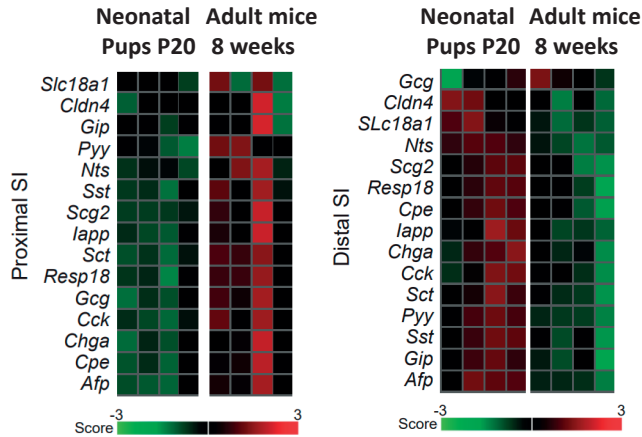 Neonatal Adult mice
Pups P20 8 weeks
Proximal SI
Slc18a1
Cldn4
Gip
Pyy
Nts
Sst
Scg2
Iapp
Sct
Resp18
Gcg
Cck
Chga
Cpe
Afp
Score -3 3
Neonatal Adult mice
Pups P20 8 weeks
Distal SI
Gcg
Cldn4
SLc18a1
Nts
Scg2
Resp18
Cpe
Iapp
Chga
Cck
Sct
Pyy
Sst
Gip
Afp
Score -3 3